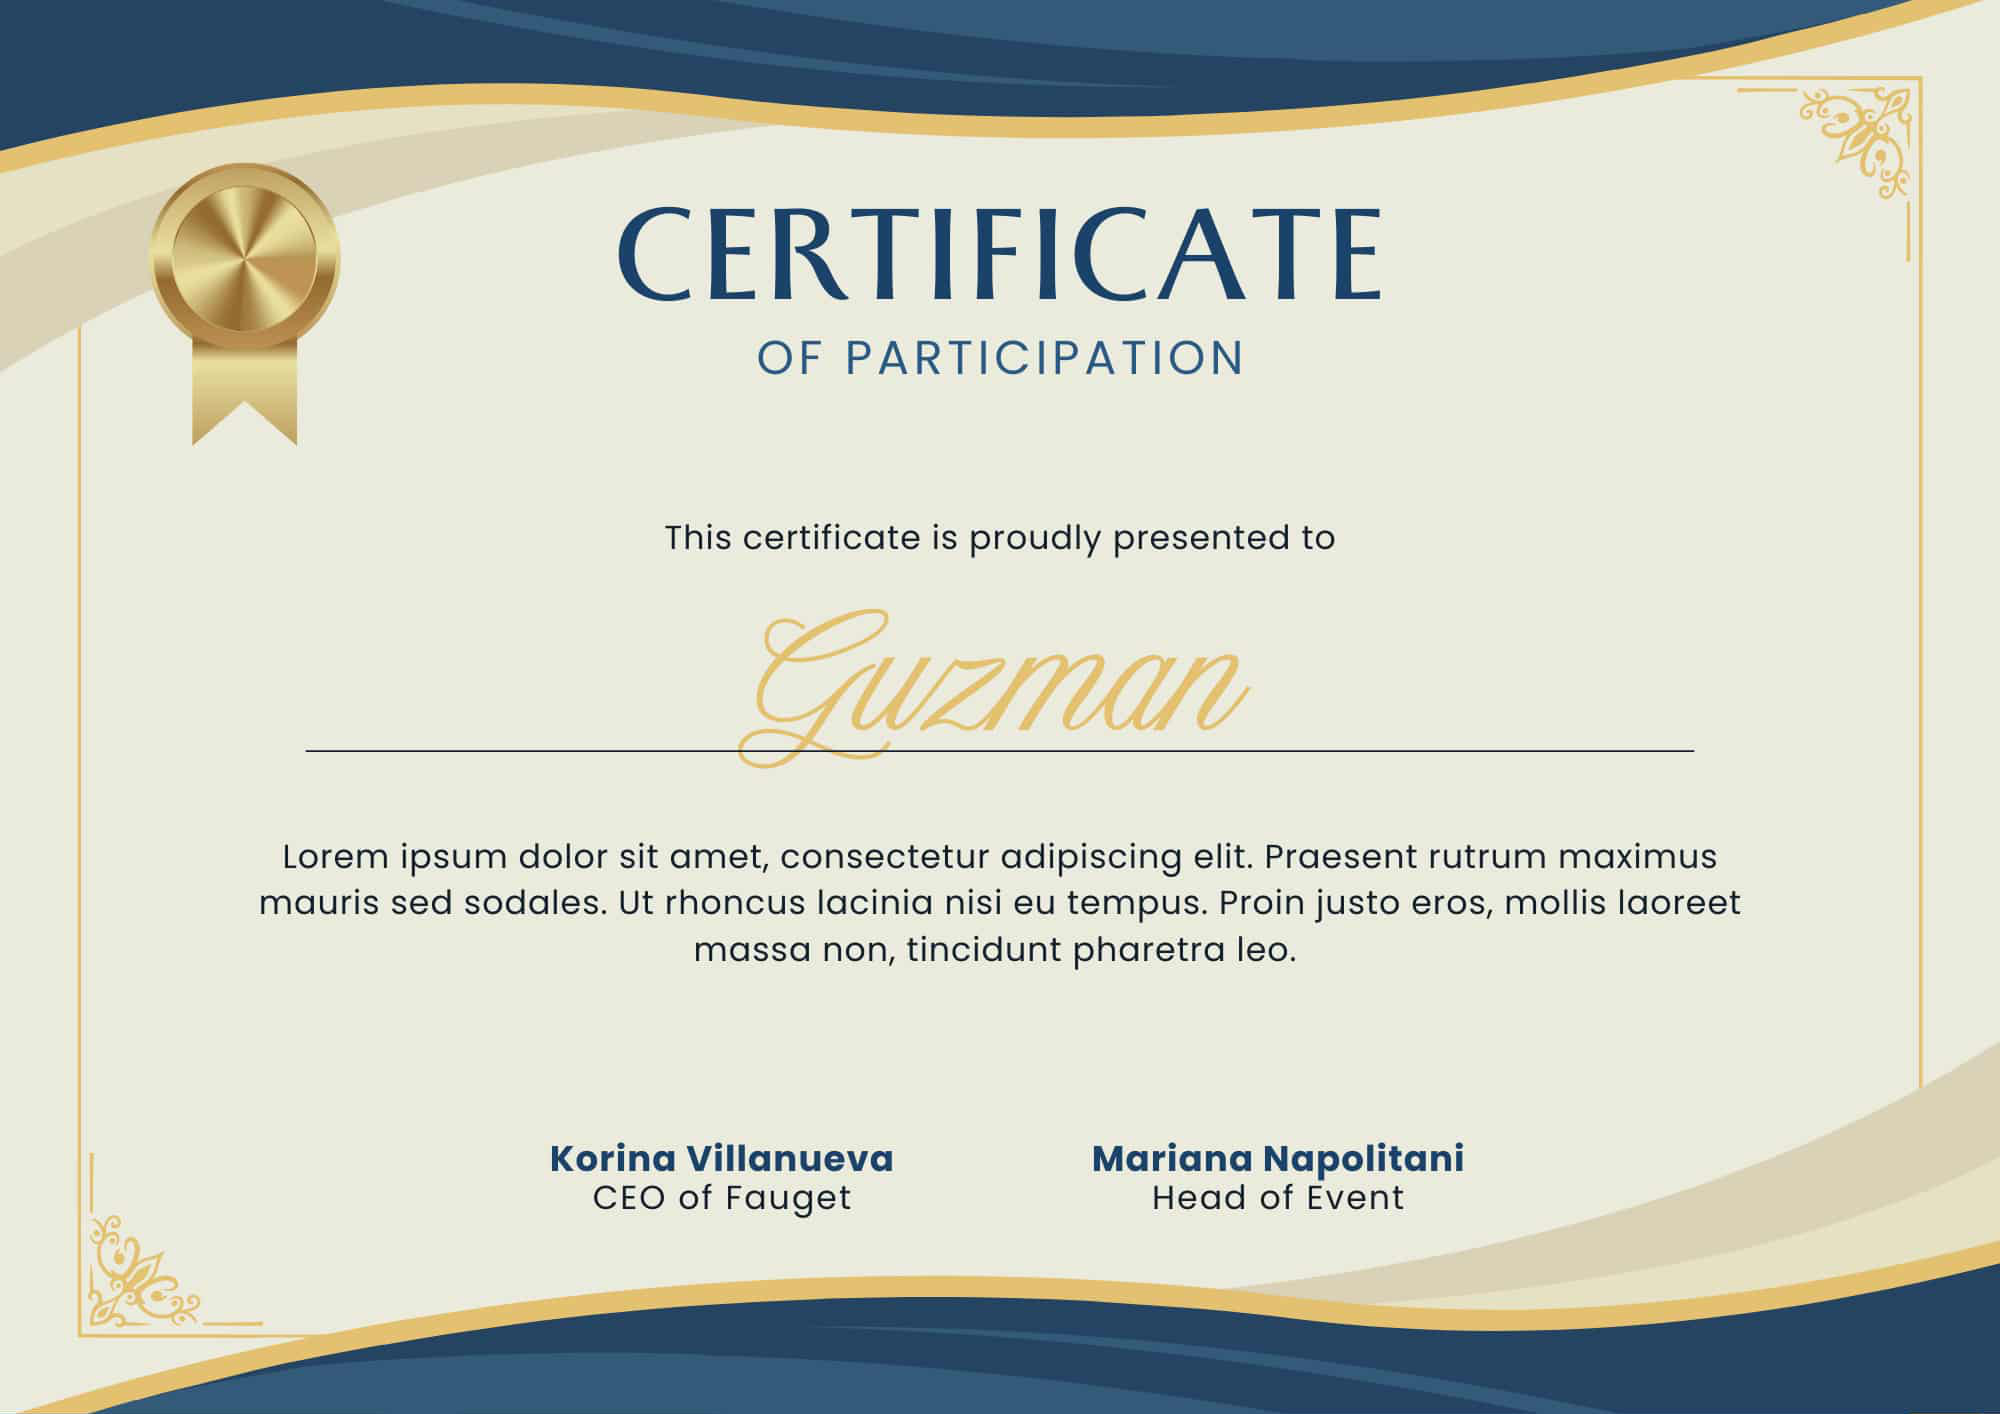 CERTIFICATE
OF PARTICIPATION
This certificate is proudly presented to
Guzman
Lorem ipsum dolor sit amet, consectetur adipiscing elit. Praesent rutrum maximus
mauris sed sodales. Ut rhoncus lacinia nisi eu tempus. Proin justo eros, mollis laoreet
massa non, tincidunt pharetra leo.
Korina Villanueva
CEO of Fauget
Mariana Napolitani
Head of Event